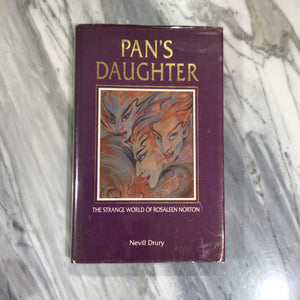 PAN'S
DAUGHTER
THE STRANGE WORLD OF ROSALEEN NORTON
Nevill Drury